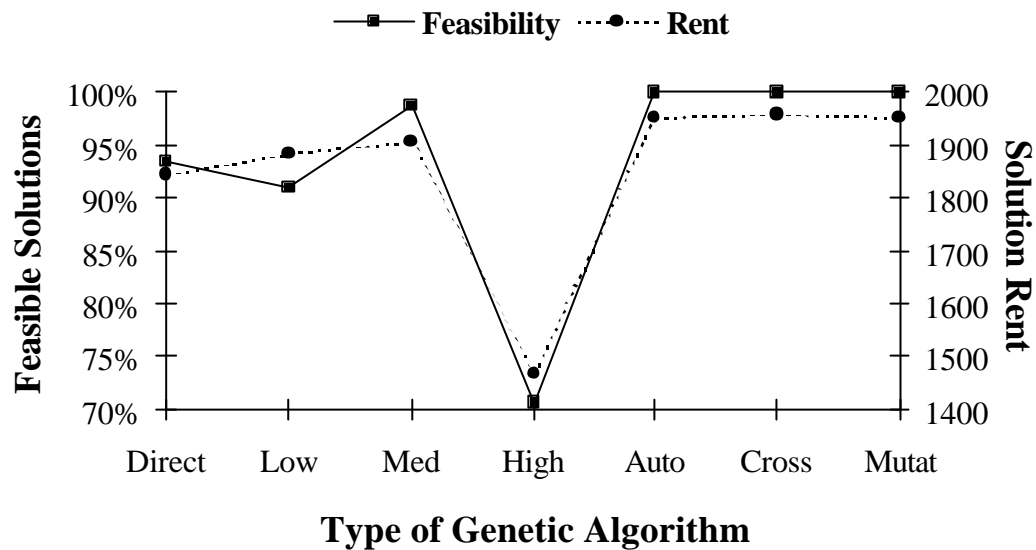 Feasibility Rent
100%
95%
90%
85%
80%
75%
70%
Feasible Solutions
2000
1900
1800
1700
1600
1500
1400
Solution Rent
Direct Low Med High Auto Cross Mutat
Type of Genetic Algorithm